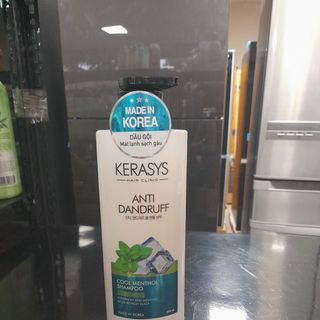 MADE IN
KOREA
DẦU GỘI
Mát lạnh sạch gàu
KERASYS
HAIR CLINIC
ANTI
DANDRUFF
COOL MENTHOL
SHAMPOO
MADE IN KOREA